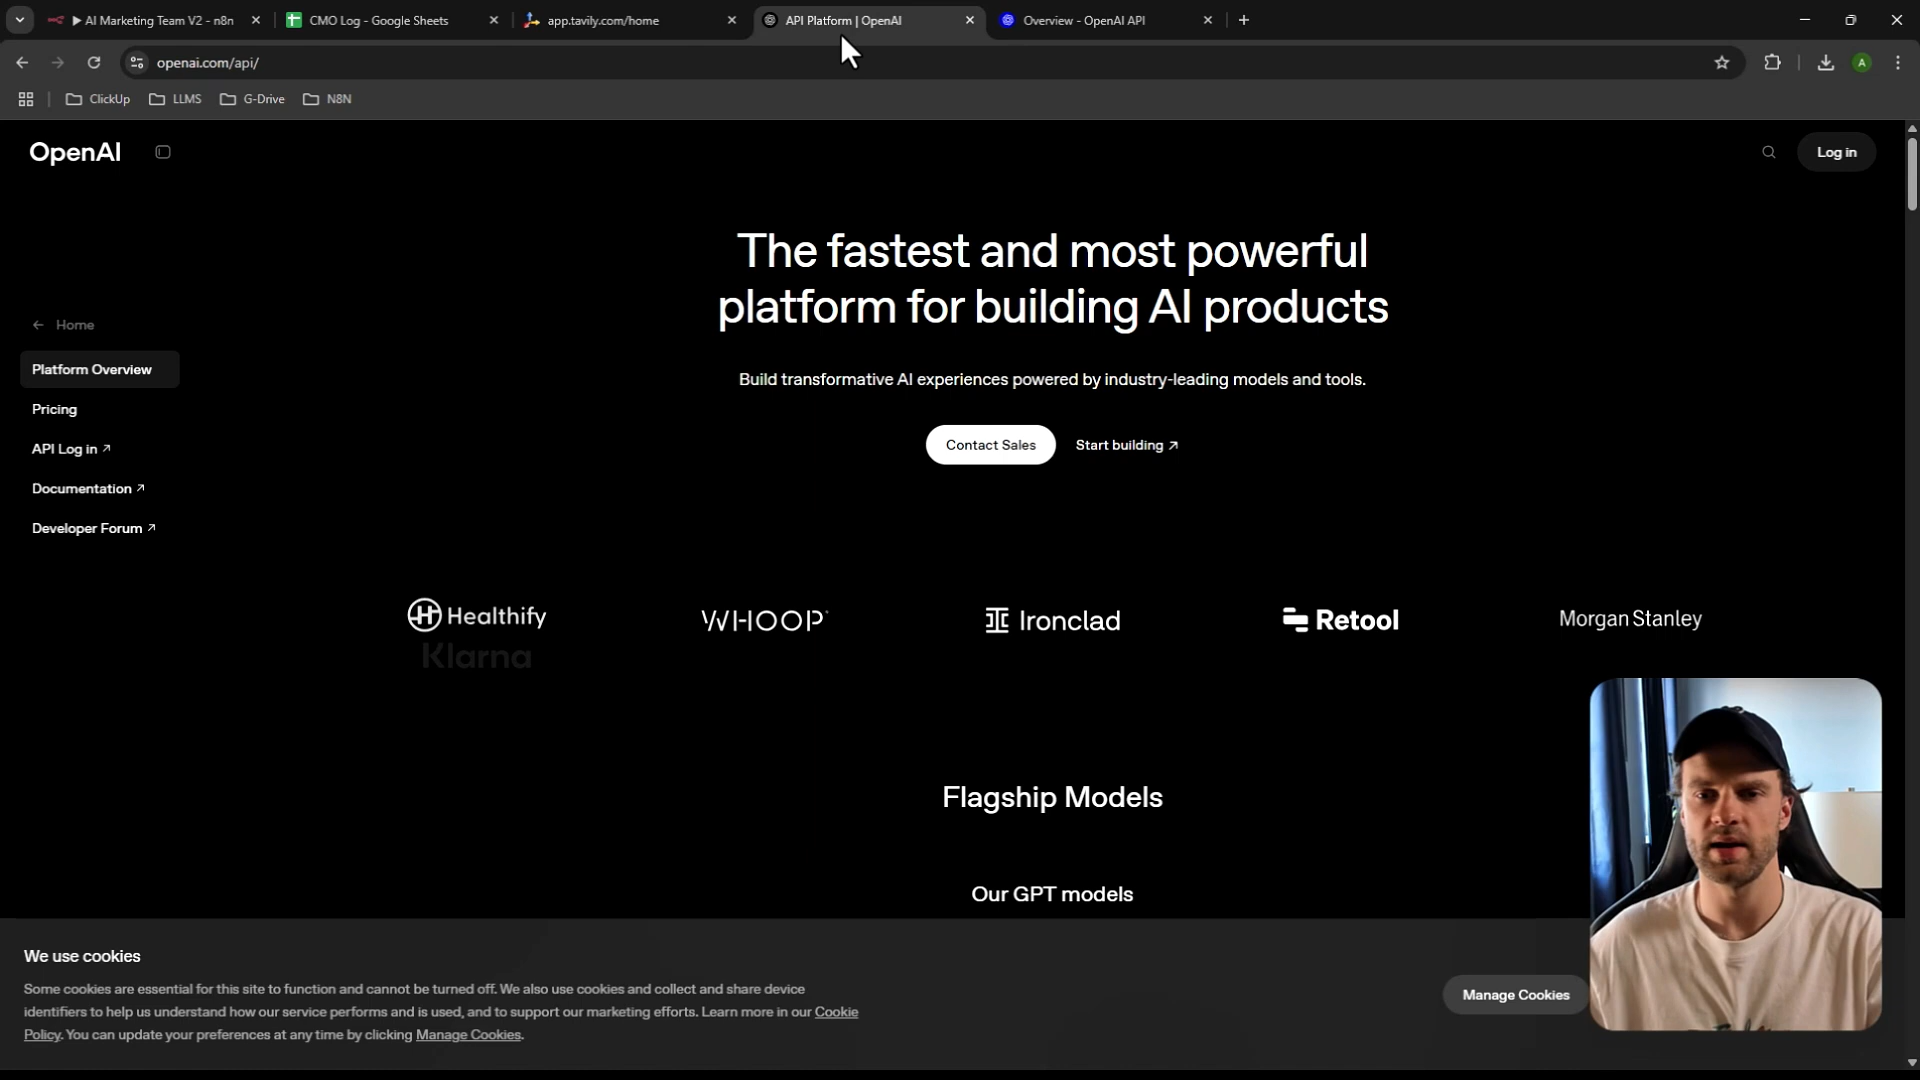 AI Marketing Team V2 - n8n
CMO Log - Google Sheets
app.tavily.com/home
API Platform | OpenAI
Overview - OpenAI API
openai.com/api/
A
ClickUp
LLMS
G-Drive
N8N
OpenAI
Log in
The fastest and most powerful
platform for building AI products
Build transformative AI experiences powered by industry-leading models and tools.
Contact Sales
Start building ↗
← Home
Platform Overview
Pricing
API Log in ↗
Documentation ↗
Developer Forum ↗
Healthify
Klarna
WHOOP
Ironclad
Retool
Morgan Stanley
Flagship Models
Our GPT models
We use cookies
Some cookies are essential for this site to function and cannot be turned off. We also use cookies and collect and share device
identifiers to help us understand how our service performs and is used, and to support our marketing efforts. Learn more in our Cookie
Policy. You can update your preferences at any time by clicking Manage Cookies.
Manage Cookies